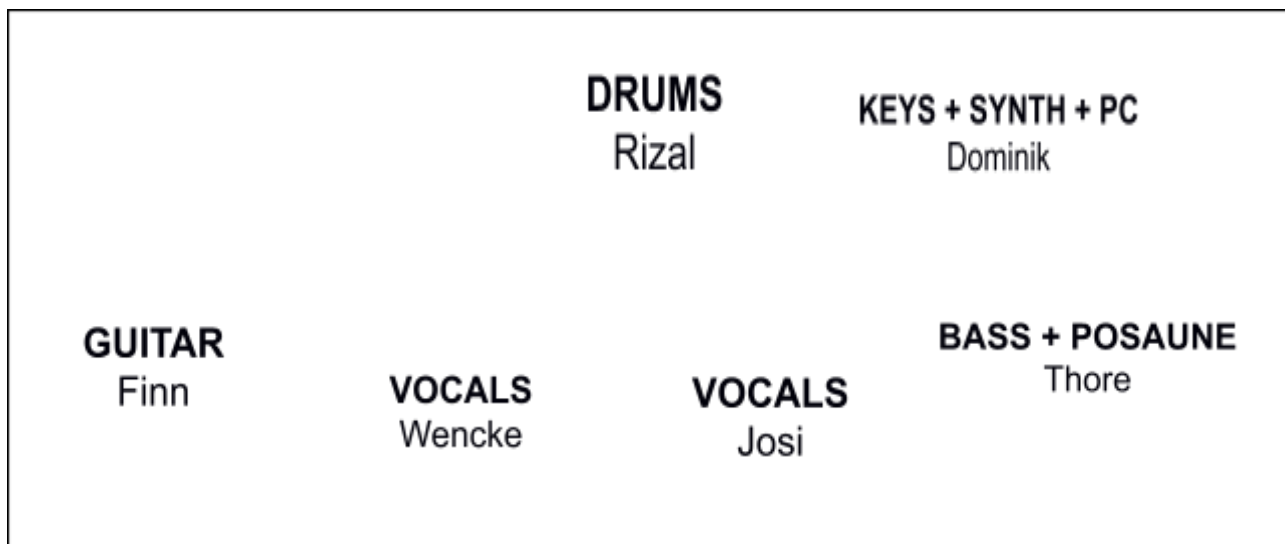 DRUMS
Rizal
KEYS + SYNTH + PC
Dominik
GUITAR
Finn
VOCALS
Wencke
VOCALS
Josi
BASS + POSAUNE
Thore